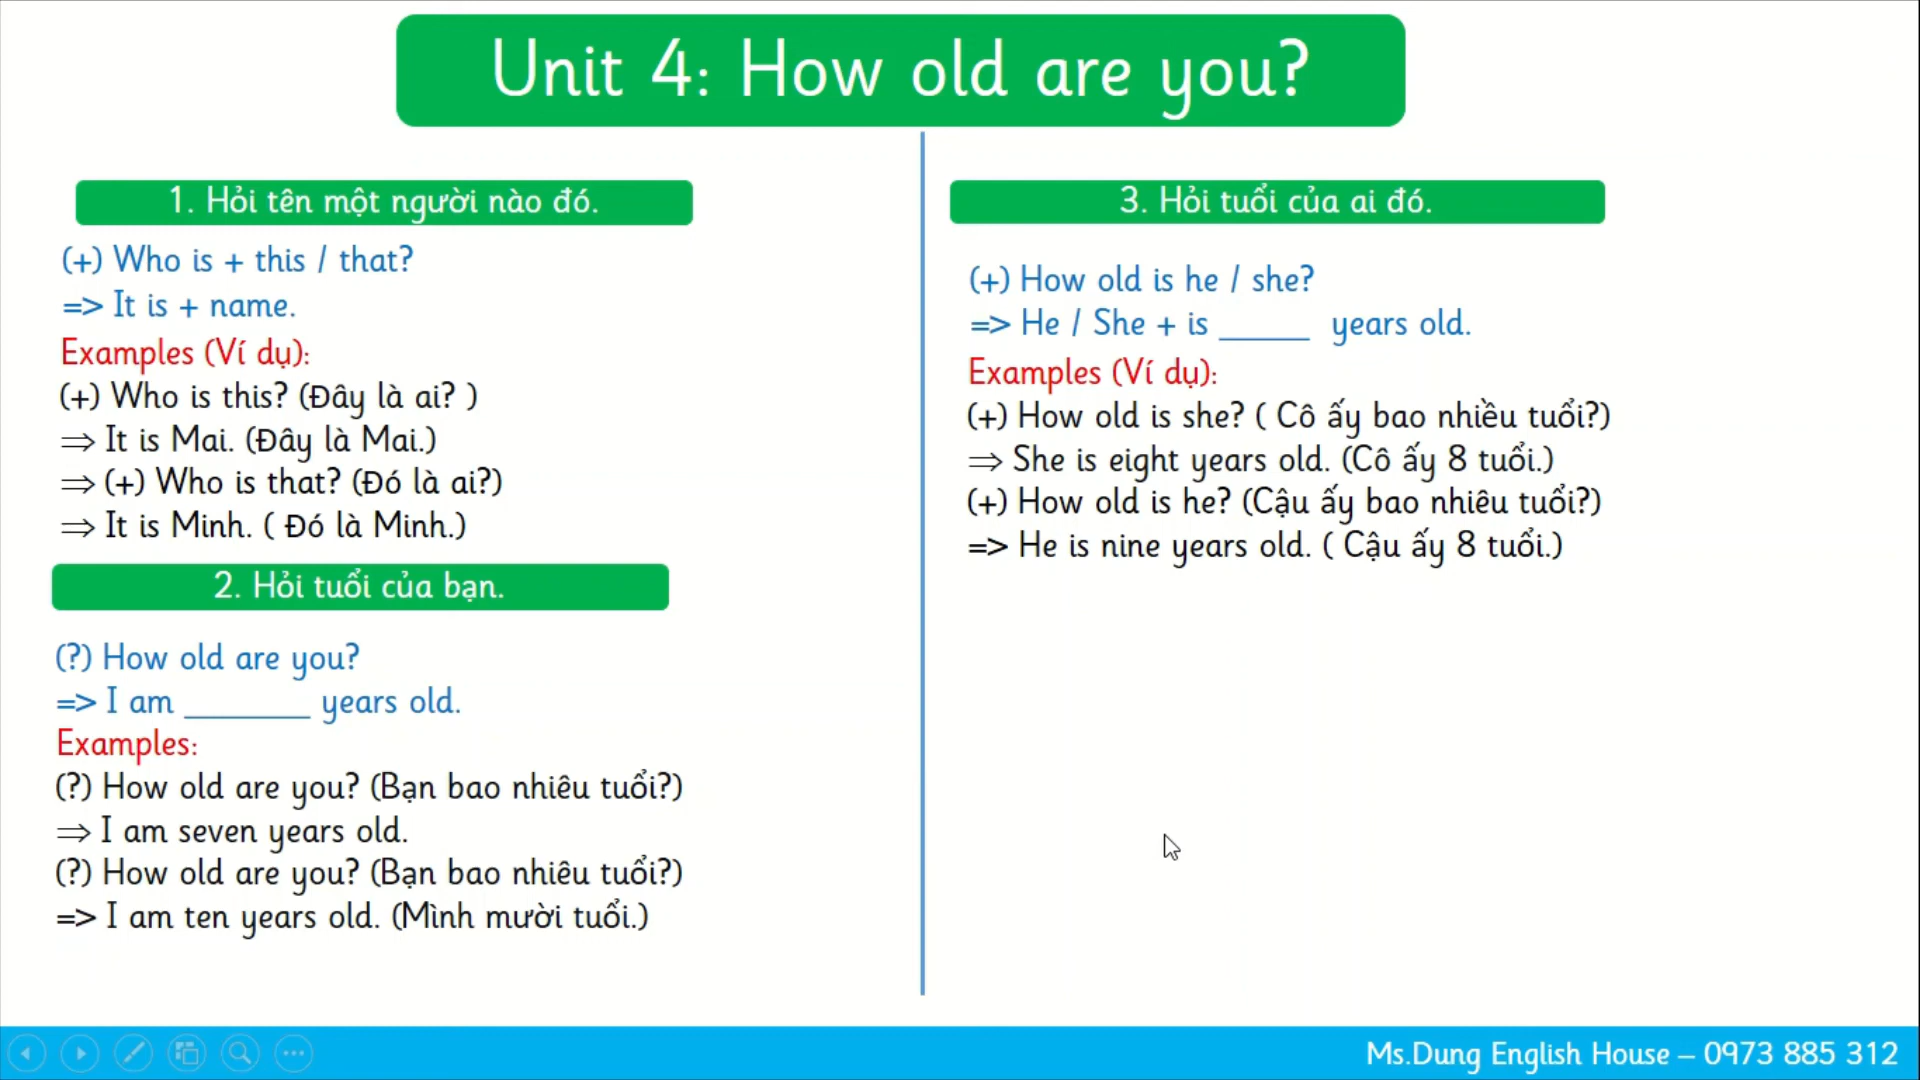 Unit 4: How old are you?
1. Hỏi tên một người nào đó.
(+) Who is + this / that?
=> It is + name.
Examples (Ví dụ):
(+) Who is this? (Đây là ai? )
⇒ It is Mai. (Đây là Mai.)
⇒ (+) Who is that? (Đó là ai?)
⇒ It is Minh. ( Đó là Minh.)
2. Hỏi tuổi của bạn.
(?) How old are you?
=> I am _______ years old.
Examples:
(?) How old are you? (Bạn bao nhiêu tuổi?)
⇒ I am seven years old.
(?) How old are you? (Bạn bao nhiêu tuổi?)
=> I am ten years old. (Mình mười tuổi.)
3. Hỏi tuổi của ai đó.
(+) How old is he / she?
=> He / She + is _____ years old.
Examples (Ví dụ):
(+) How old is she? ( Cô ấy bao nhiều tuổi?)
⇒ She is eight years old. (Cô ấy 8 tuổi.)
(+) How old is he? (Cậu ấy bao nhiêu tuổi?)
=> He is nine years old. ( Cậu ấy 8 tuổi.)
Ms.Dung English House – 0973 885 312